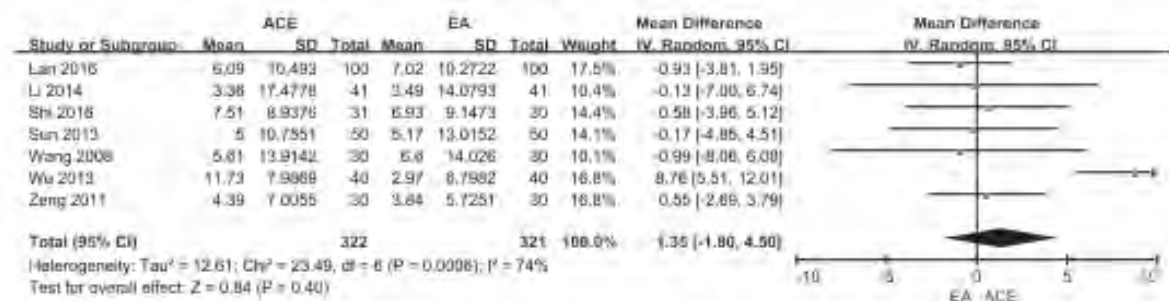 ACE EA Mean Difference Mean Difference
Study or Subgroup Mean SD Total Mean SD Total Weight IV. Random, 95% CI IV. Random, 95% CI
Lan 2016 6.09 10.493 100 7.02 10.2722 100 17.5% -0.93 [-3.81, 1.95]
Li 2014 3.36 17.4778 41 3.49 14.0793 41 10.4% -0.13 [-7.00, 6.74]
Shi 2016 7.51 8.9376 31 6.93 9.1473 30 14.4% 0.58 [-3.96, 5.12]
Sun 2013 5 10.7551 50 5.17 13.0152 50 14.1% -0.17 [-4.85, 4.51]
Wang 2008 5.61 13.9142 30 6.6 14.026 30 10.1% -0.99 [-8.06, 6.08]
Wu 2013 11.73 7.9869 40 2.97 6.7982 40 16.8% 8.76 [5.51, 12.01]
Zeng 2011 4.39 7.0055 30 3.84 5.7251 30 16.8% 0.55 [-2.69, 3.79]
Total (95% CI) 322 321 100.0% 1.35 [-1.80, 4.50]
Heterogeneity: Tau² = 12.61; Chi² = 23.49, df = 6 (P = 0.0006); I² = 74%
-10 -5 0 5 10
Test for overall effect: Z = 0.84 (P = 0.40)
EA ACE